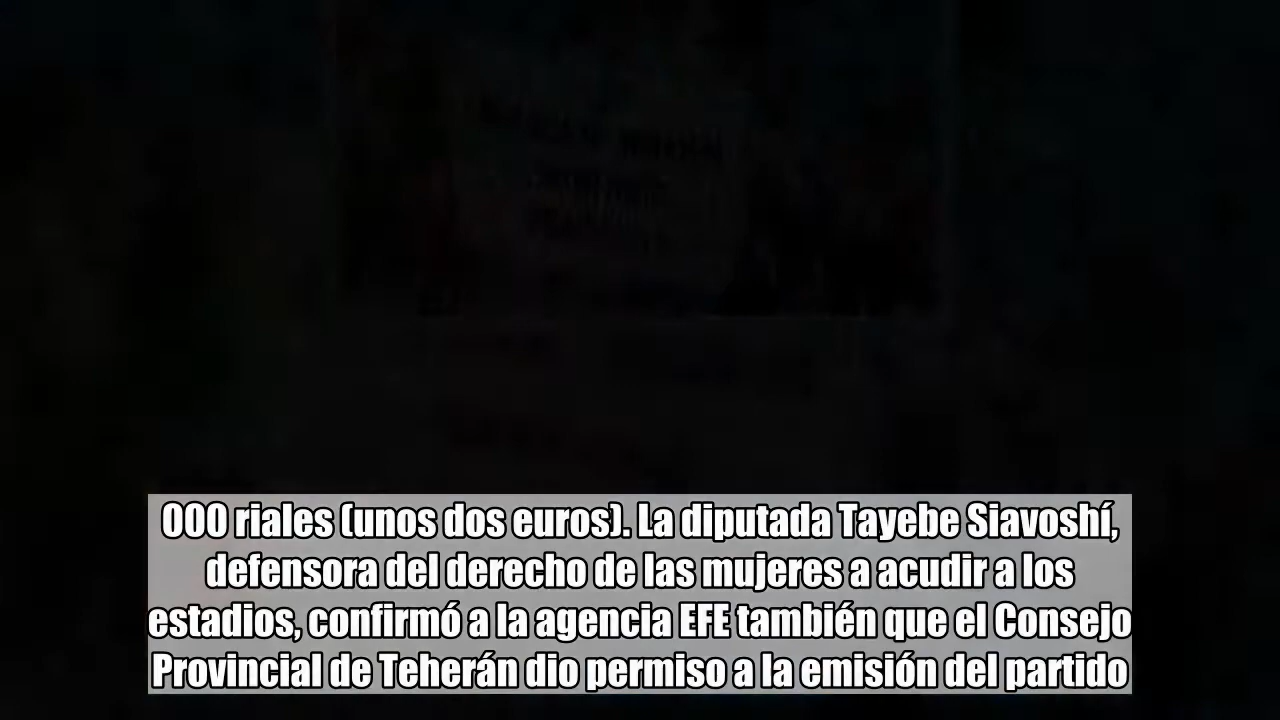 000 riales (unos dos euros). La diputada Tayebe Siavoshí,
defensora del derecho de las mujeres a acudir a los
estadios, confirmó a la agencia EFE también que el Consejo
Provincial de Teherán dio permiso a la emisión del partido